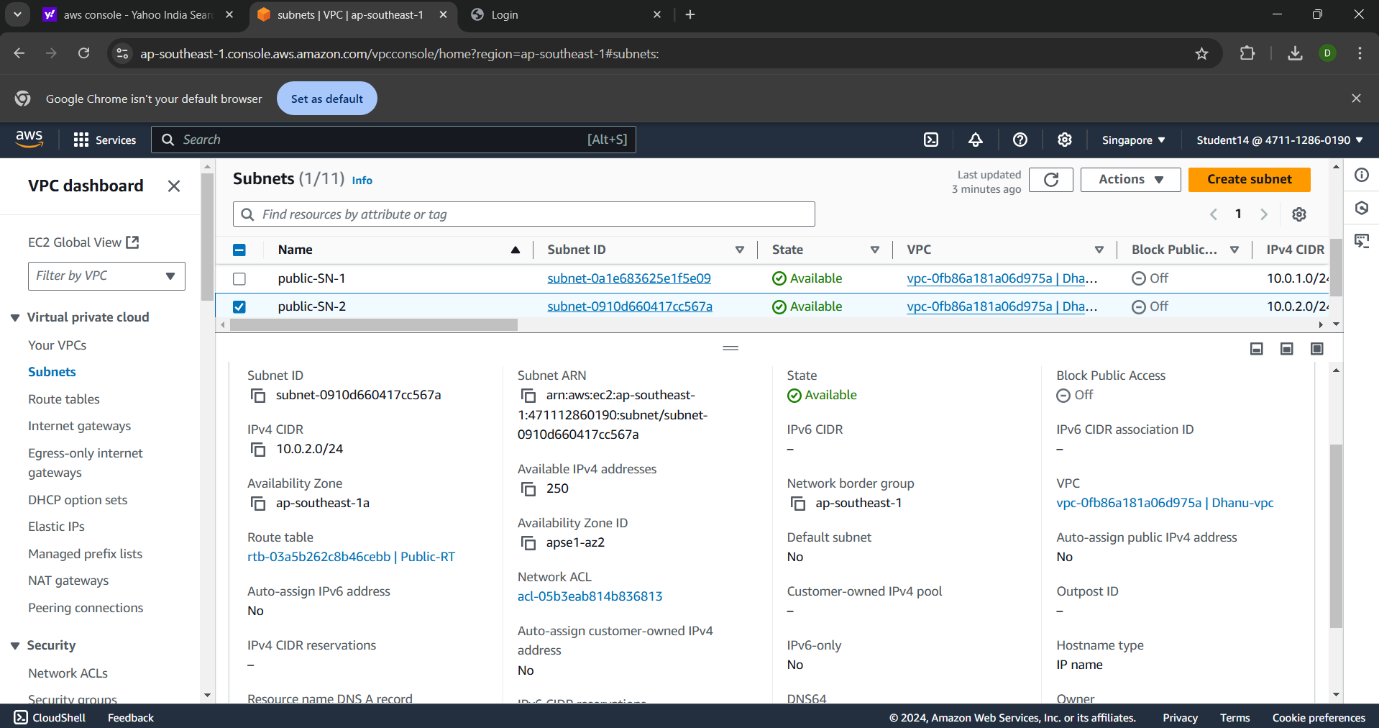 aws console - Yahoo India Sear
subnets | VPC | ap-southeast-1
Login
ap-southeast-1.console.aws.amazon.com/vpcconsole/home?region=ap-southeast-1#subnets:
D
Google Chrome isn't your default browser
Set as default
aws
Services
Search
[Alt+S]
Singapore
Student14 @ 4711-1286-0190
VPC dashboard
EC2 Global View
Filter by VPC
Virtual private cloud
Your VPCs
Subnets
Route tables
Internet gateways
Egress-only internet
gateways
DHCP option sets
Elastic IPs
Managed prefix lists
NAT gateways
Peering connections
Security
Network ACLs
Security groups
Subnets (1/11) Info
Last updated
3 minutes ago
Actions
Create subnet
Find resources by attribute or tag
1
Name Subnet ID State VPC Block Public... IPv4 CIDR
public-SN-1 subnet-0a1e683625e1f5e09 Available vpc-0fb86a181a06d975a | Dha... Off 10.0.1.0/24
public-SN-2 subnet-0910d660417cc567a Available vpc-0fb86a181a06d975a | Dha... Off 10.0.2.0/24
Subnet ID
subnet-0910d660417cc567a
IPv4 CIDR
10.0.2.0/24
Availability Zone
ap-southeast-1a
Route table
rtb-03a5b262c8b46cebb | Public-RT
Auto-assign IPv6 address
No
IPv4 CIDR reservations
–
Resource name DNS A record
Subnet ARN
arn:aws:ec2:ap-southeast-
1:471112860190:subnet/subnet-
0910d660417cc567a
Available IPv4 addresses
250
Availability Zone ID
apse1-az2
Network ACL
acl-05b3eab814b836813
Auto-assign customer-owned IPv4
address
No
IPv6 CIDR reservations
State
Available
IPv6 CIDR
–
Network border group
ap-southeast-1
Default subnet
No
Customer-owned IPv4 pool
–
IPv6-only
No
DNS64
Block Public Access
Off
IPv6 CIDR association ID
–
VPC
vpc-0fb86a181a06d975a | Dhanu-vpc
Auto-assign public IPv4 address
No
Outpost ID
–
Hostname type
IP name
Owner
CloudShell
Feedback
© 2024, Amazon Web Services, Inc. or its affiliates.
Privacy
Terms
Cookie preferences